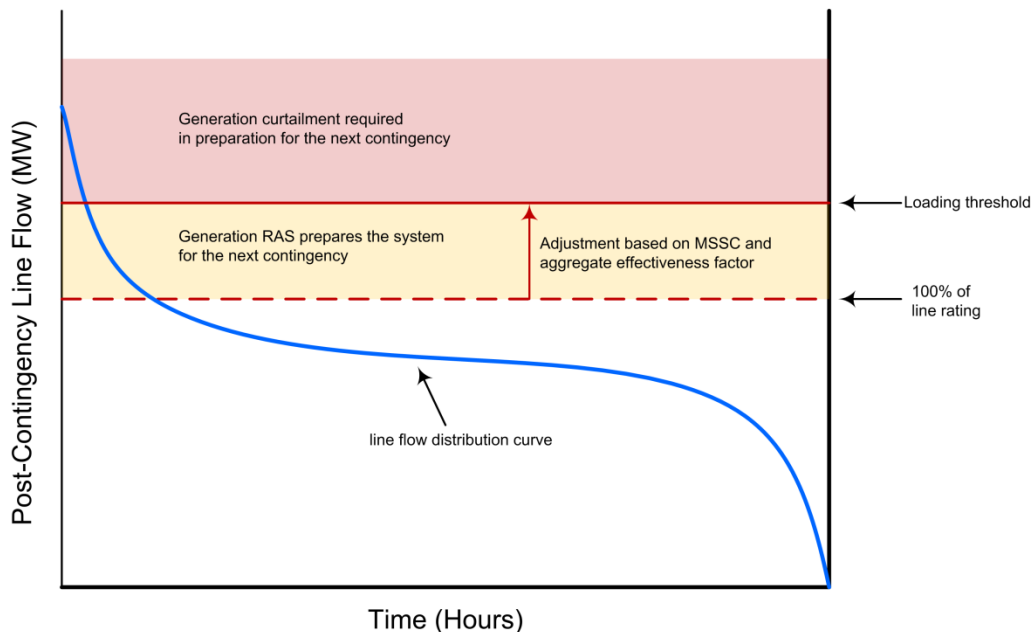 Post-Contingency Line Flow (MW)
Generation curtailment required
in preparation for the next contingency
Loading threshold
Generation RAS prepares the system
for the next contingency
Adjustment based on MSSC and
aggregate effectiveness factor
100% of
line rating
line flow distribution curve
Time (Hours)